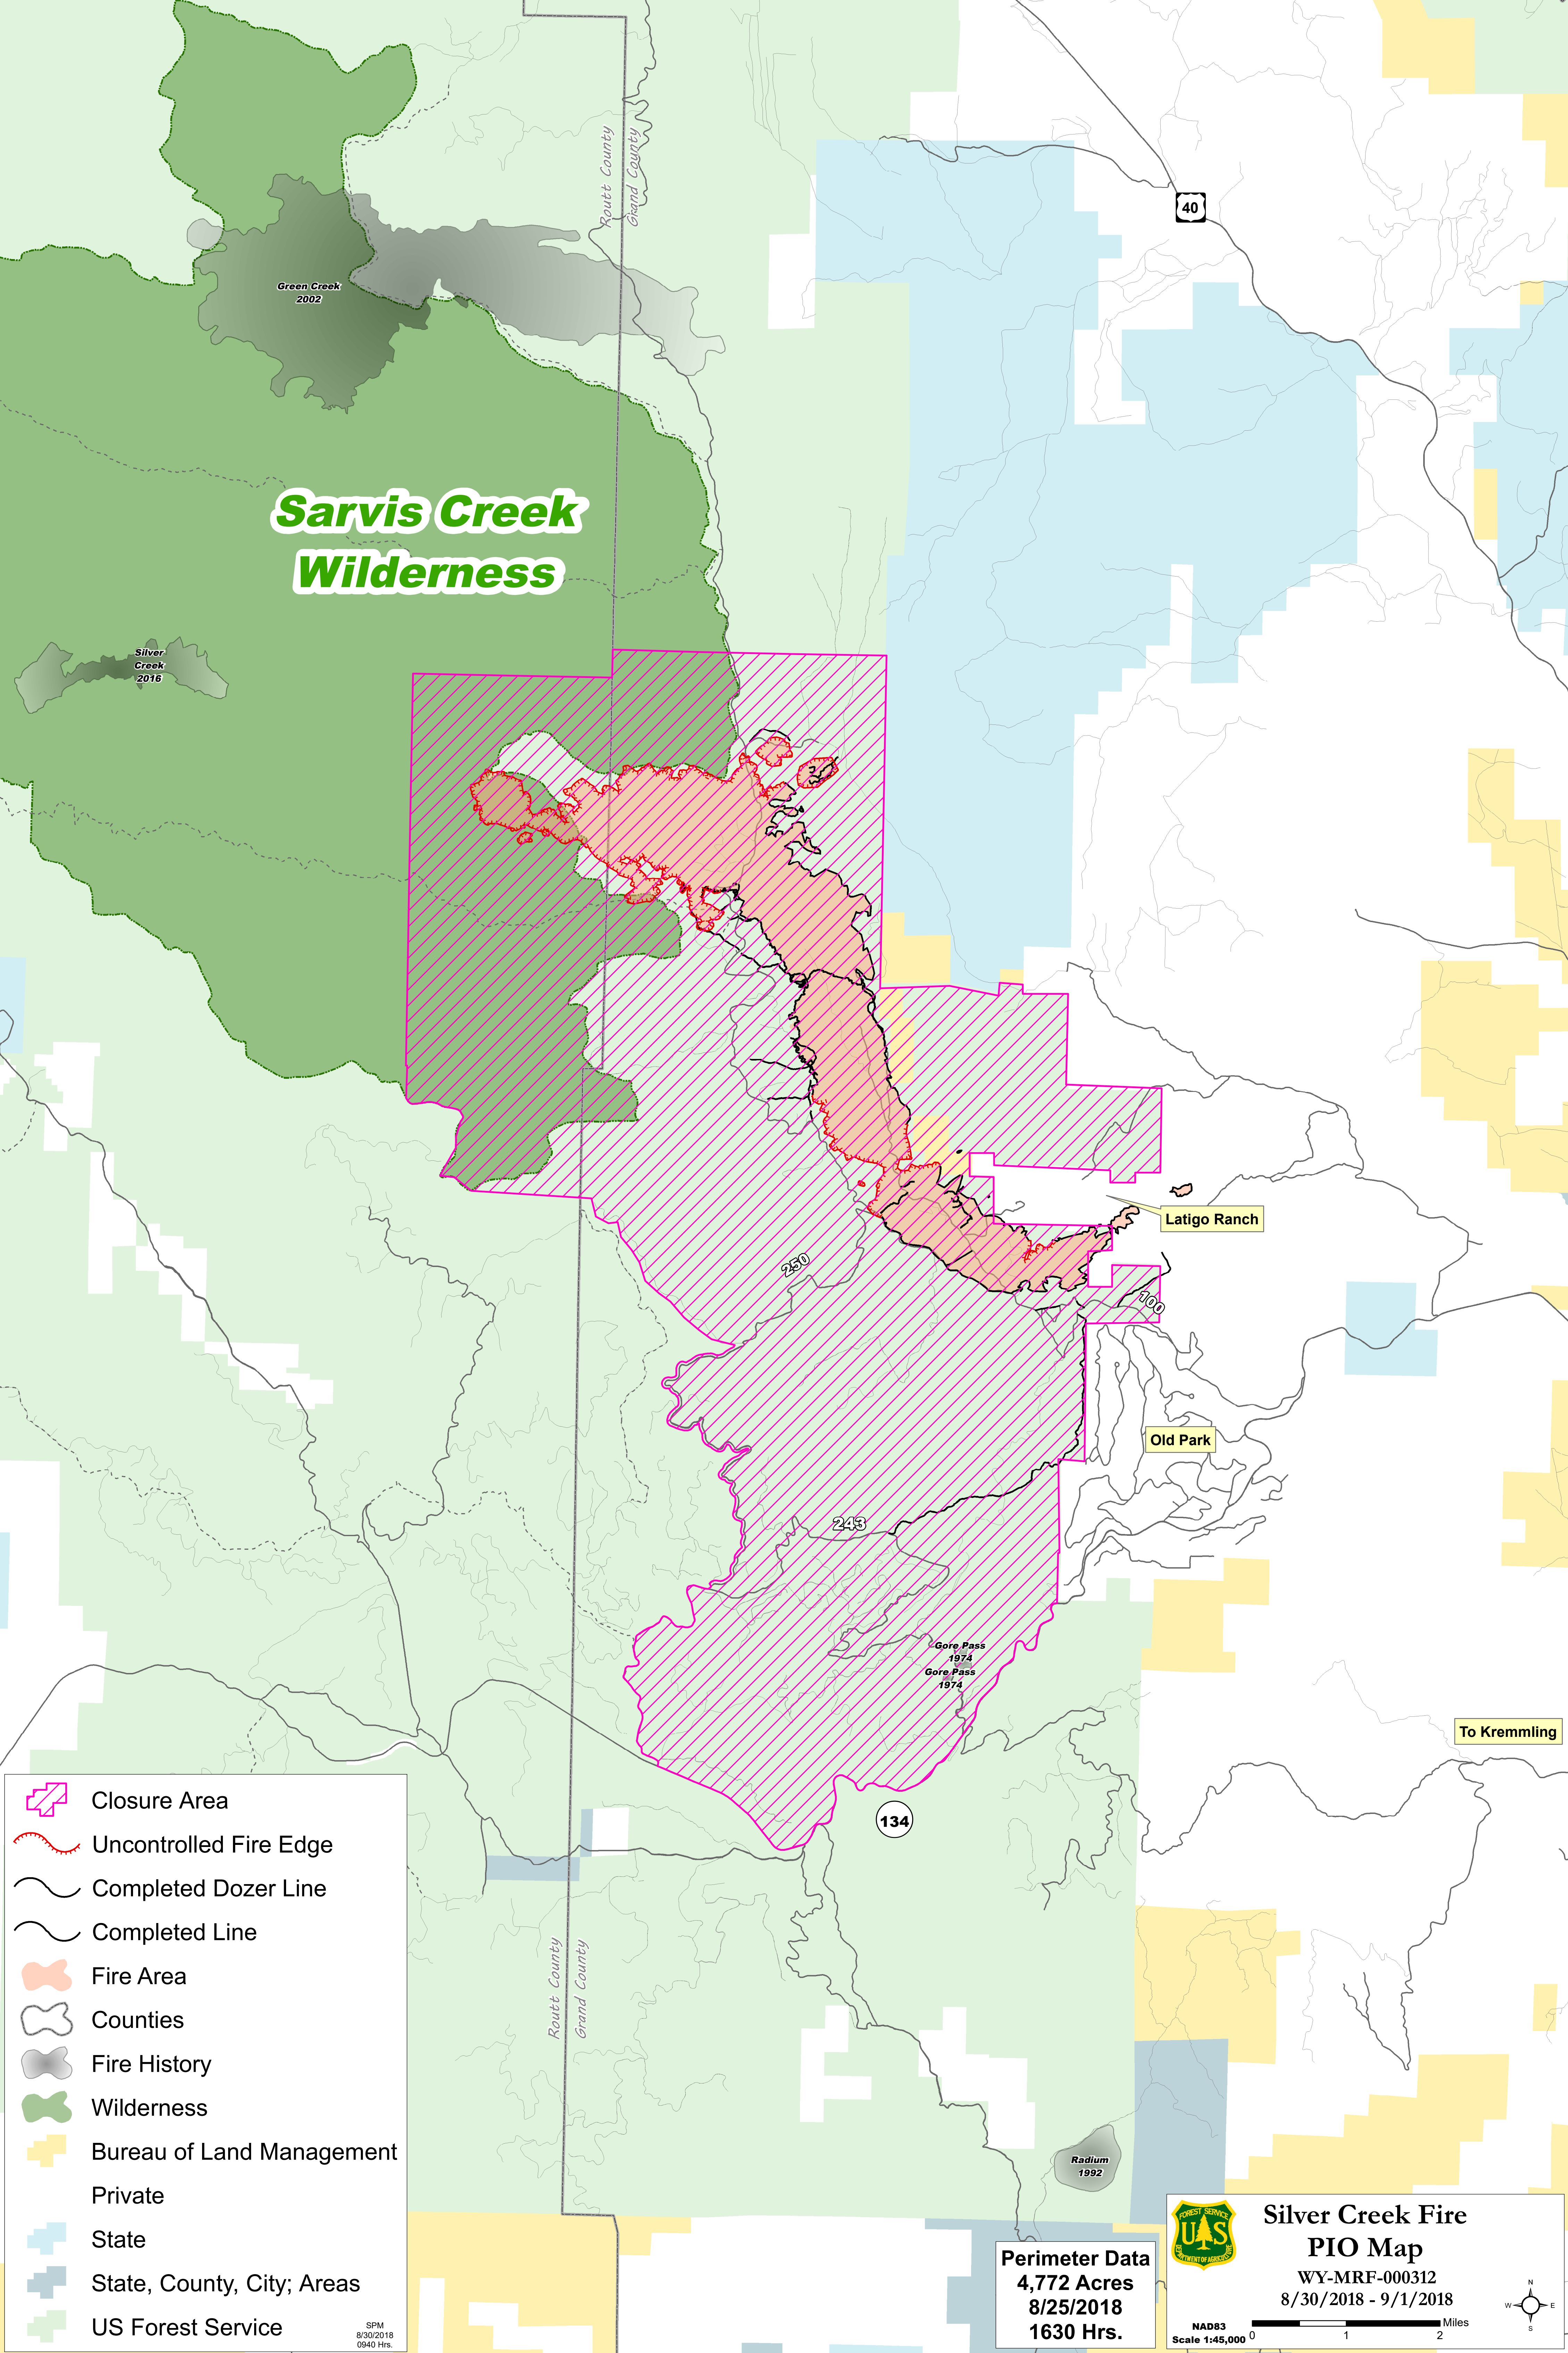 Routt County
Grand County
40
Green Creek
2002
Sarvis Creek
Wilderness
Silver
Creek
2016
Latigo Ranch
250
100
Old Park
243
Gore Pass
1974
Gore Pass
1974
To Kremmling
134
Routt County
Grand County
Radium
1992
Closure Area
Uncontrolled Fire Edge
Completed Dozer Line
Completed Line
Fire Area
Counties
Fire History
Wilderness
Bureau of Land Management
Private
State
State, County, City; Areas
US Forest Service
SPM
8/30/2018
0940 Hrs.
Perimeter Data
4,772 Acres
8/25/2018
1630 Hrs.
FOREST SERVICE
U S
DEPARTMENT OF AGRICULTURE
Silver Creek Fire
PIO Map
WY-MRF-000312
8/30/2018 - 9/1/2018
NAD83
Scale 1:45,000
0 1 2 Miles
N
W E
S